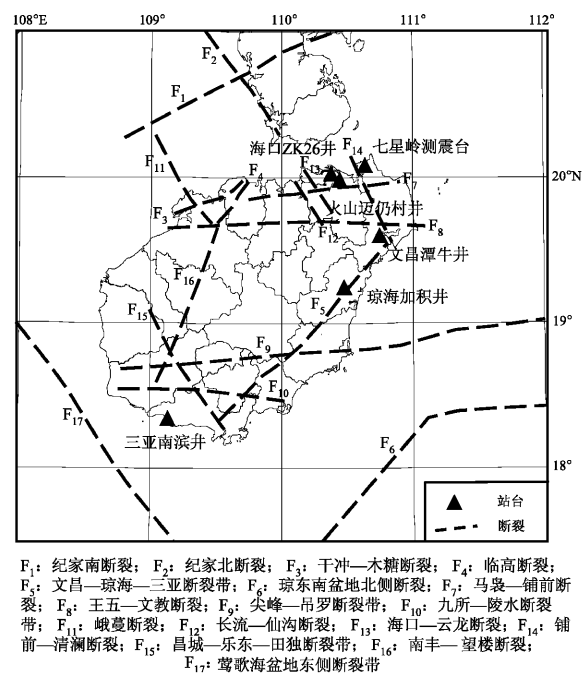 108°E
109°
110°
111°
112°
F2
F1
海口ZK26井
F14
七星岭测震台
F11
F4
F13
20°N
F7
F3
火山迈仍村井
F12
F8
文昌潭牛井
F16
F5
琼海加积井
F15
19°
F9
F10
F17
三亚南滨井
F6
18°
站台
断裂
F1：纪家南断裂；F2：纪家北断裂；F3：干冲—木糖断裂；F4：临高断裂；
F5：文昌—琼海—三亚断裂带；F6：琼东南盆地北侧断裂；F7：马袅—铺前断
裂；F8：王五—文教断裂；F9：尖峰—吊罗断裂带；F10：九所—陵水断裂
带；F11：峨蔓断裂；F12：长流—仙沟断裂；F13：海口—云龙断裂；F14：铺
前—清澜断裂；F15：昌城—乐东—田独断裂带；F16：南丰—望楼断裂；
F17：莺歌海盆地东侧断裂带